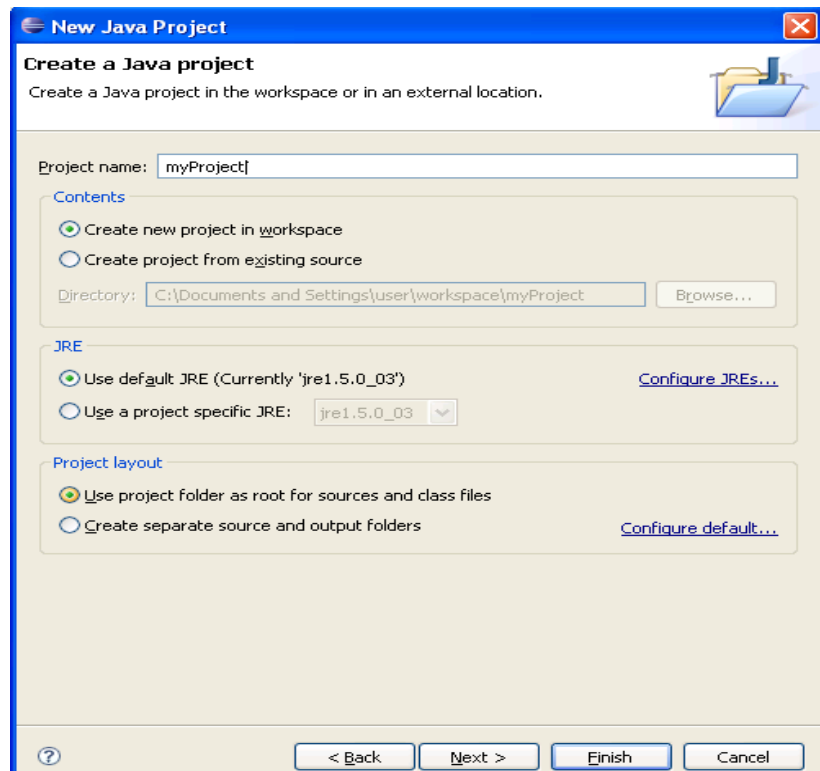 New Java Project
Create a Java project
Create a Java project in the workspace or in an external location.
Project name: myProject
Contents
Create new project in workspace
Create project from existing source
Directory: C:\Documents and Settings\user\workspace\myProject Browse...
JRE
Use default JRE (Currently 'jre1.5.0_03') Configure JREs...
Use a project specific JRE: jre1.5.0_03
Project layout
Use project folder as root for sources and class files
Create separate source and output folders Configure default...
? < Back Next > Finish Cancel